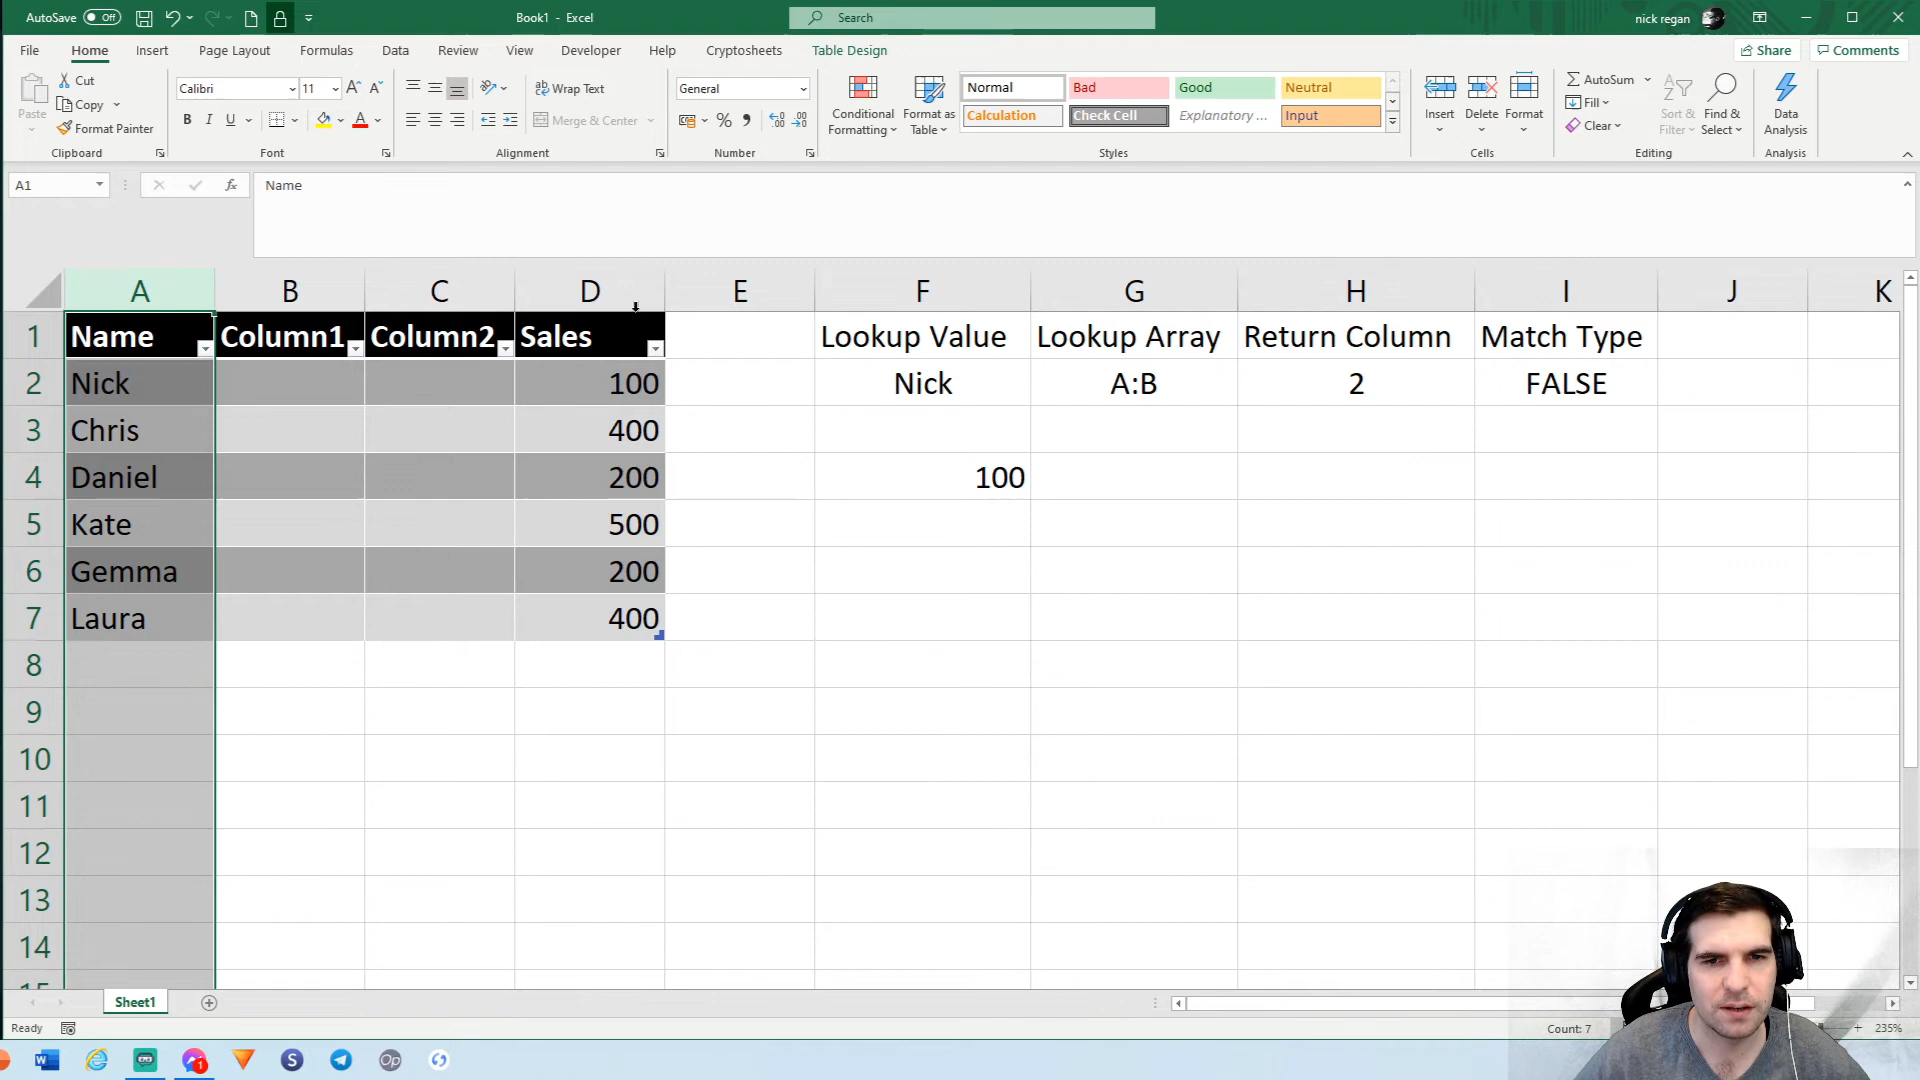 AutoSave Off Book1 - Excel Search nick regan
File Home Insert Page Layout Formulas Data Review View Developer Help Cryptosheets Table Design Share Comments
Paste Cut Copy Format Painter Clipboard
Calibri 11 A A B I U A Font
ab Wrap Text Merge & Center Alignment
General % , Number
Conditional Formatting Format as Table Normal Bad Good Neutral
Calculation Check Cell Explanatory ... Input Styles
Insert Delete Format Cells
AutoSum Fill Clear Sort & Filter Find & Select Editing
Data Analysis Analysis
A1 fx Name
A B C D E F G H I J K
1 Name Column1 Column2 Sales Lookup Value Lookup Array Return Column Match Type
2 Nick 100 Nick A:B 2 FALSE
3 Chris 400
4 Daniel 200 100
5 Kate 500
6 Gemma 200
7 Laura 400
8
9
10
11
12
13
14
15
Sheet1
Ready Count: 7 235%
W e 1 S Op